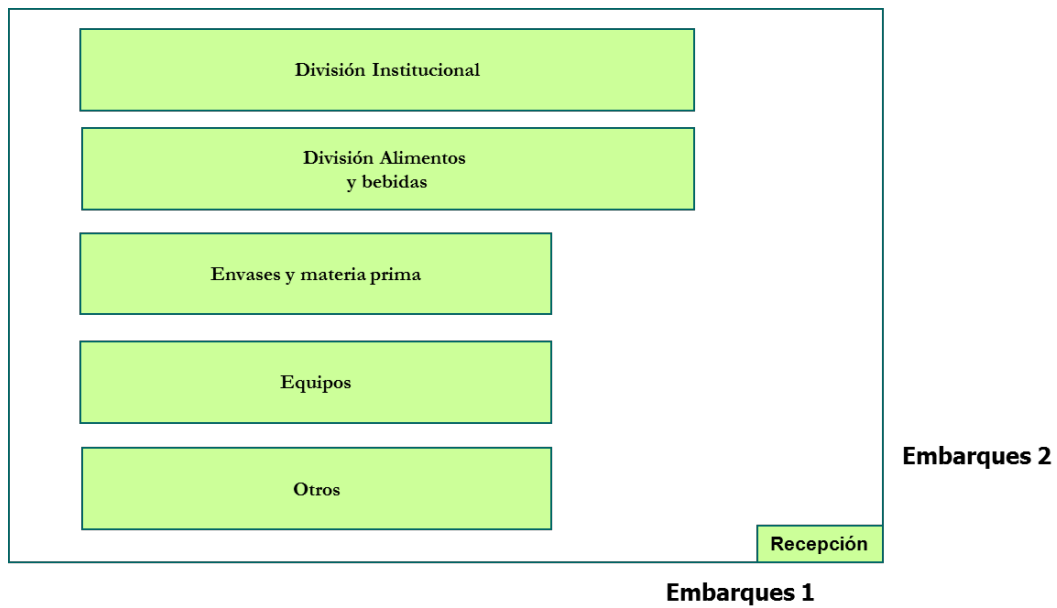 División Institucional
División Alimentos
y bebidas
Envases y materia prima
Equipos
Embarques 2
Otros
Recepción
Embarques 1